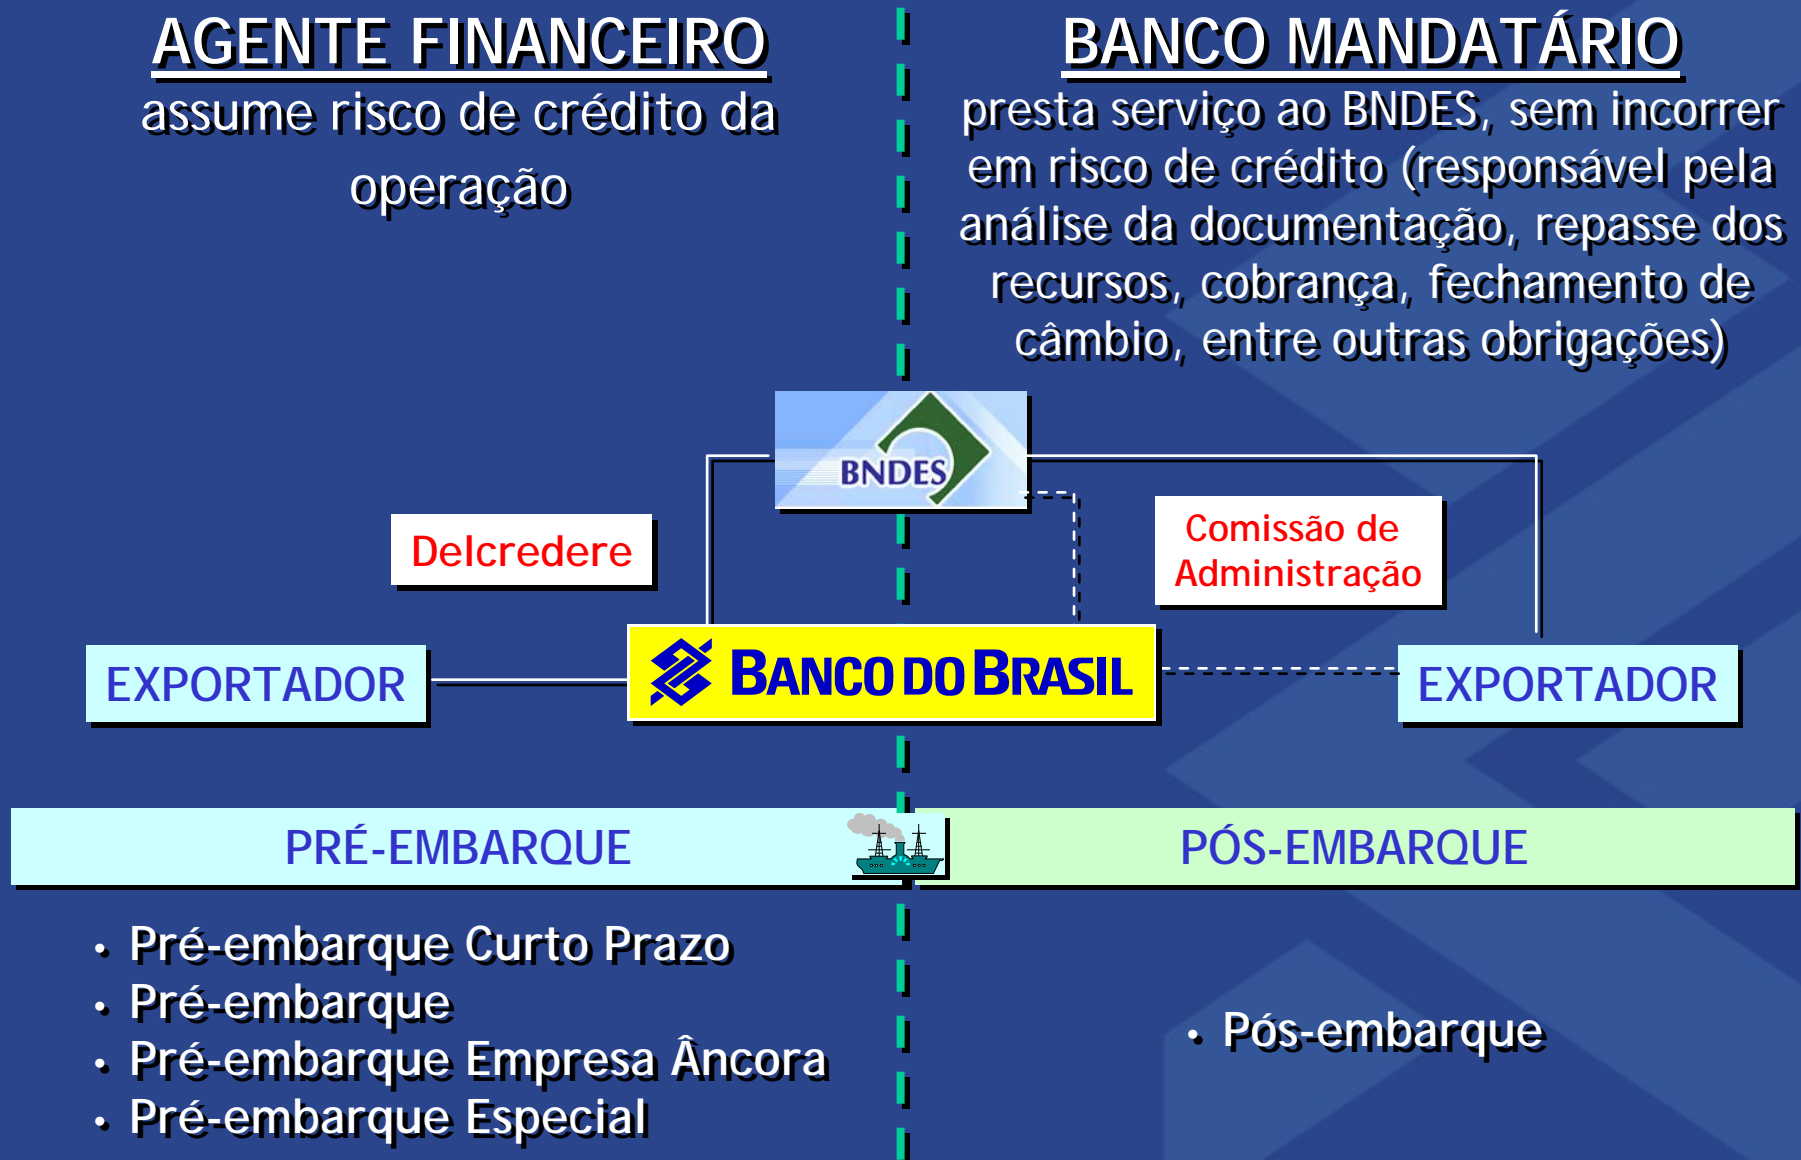 AGENTE FINANCEIRO
assume risco de crédito da
operação
BANCO MANDATÁRIO
presta serviço ao BNDES, sem incorrer
em risco de crédito (responsável pela
análise da documentação, repasse dos
recursos, cobrança, fechamento de
câmbio, entre outras obrigações)
BNDES
Delcredere
Comissão de
Administração
EXPORTADOR
BANCO DO BRASIL
EXPORTADOR
PRÉ-EMBARQUE
PÓS-EMBARQUE
• Pré-embarque Curto Prazo
• Pré-embarque
• Pré-embarque Empresa Âncora
• Pré-embarque Especial
• Pós-embarque